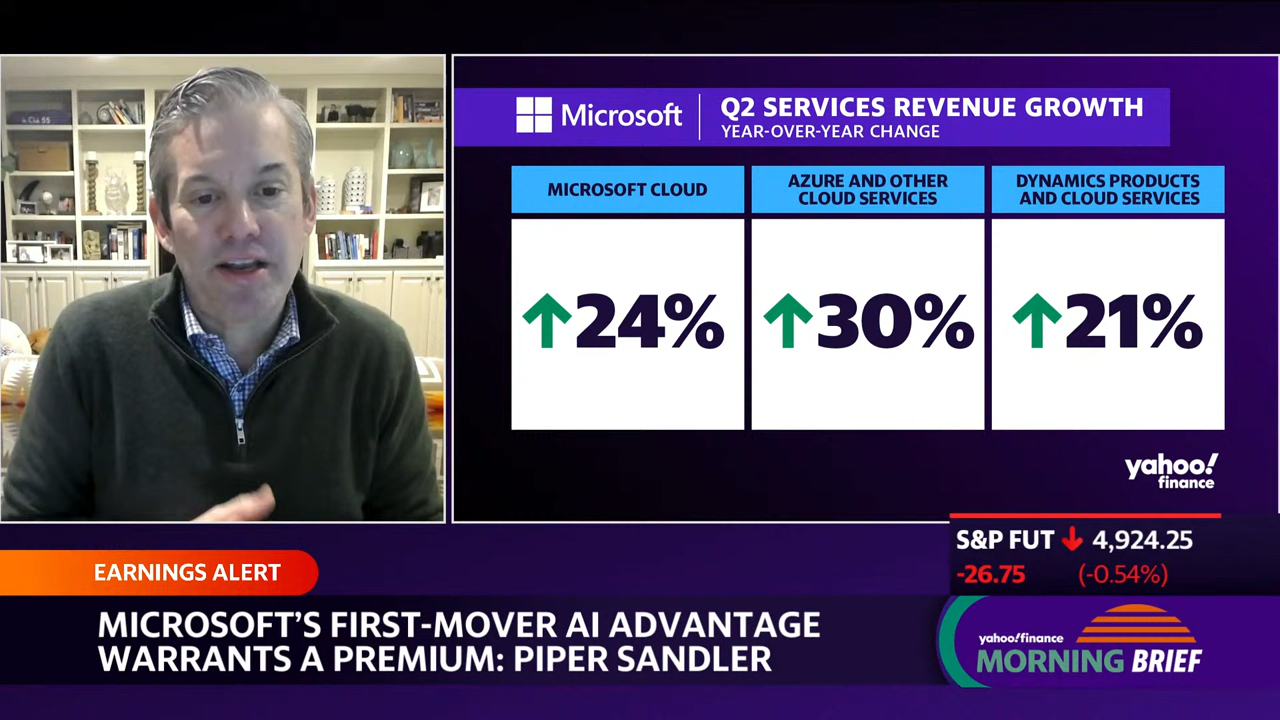 Microsoft
Q2 SERVICES REVENUE GROWTH
YEAR-OVER-YEAR CHANGE
MICROSOFT CLOUD
24%
AZURE AND OTHER
CLOUD SERVICES
30%
DYNAMICS PRODUCTS
AND CLOUD SERVICES
21%
yahoo!
finance
S&P FUT 4,924.25
-26.75 (-0.54%)
EARNINGS ALERT
MICROSOFT'S FIRST-MOVER AI ADVANTAGE
WARRANTS A PREMIUM: PIPER SANDLER
yahoo!finance
MORNING BRIEF